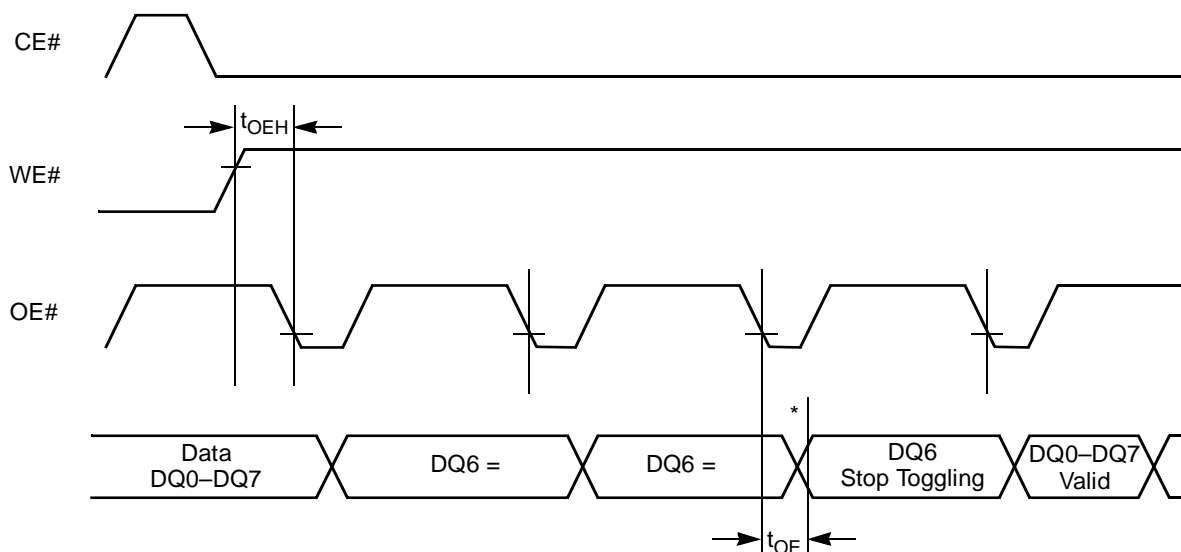 CE#
tOEH
WE#
OE#
*
Data
DQ0–DQ7
DQ6 =
DQ6 =
DQ6
Stop Toggling
DQ0–DQ7
Valid
tOE